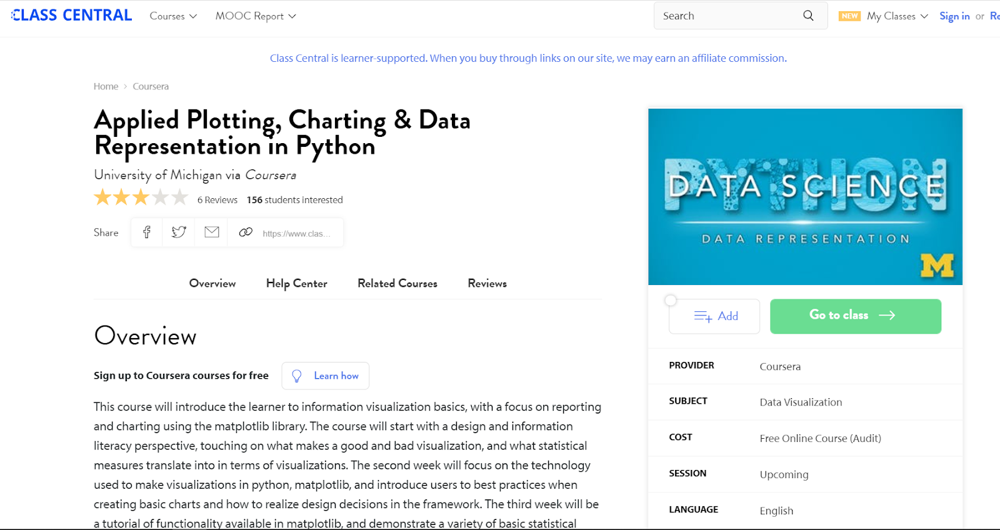 CLASS CENTRAL
Courses
MOOC Report
Search
NEW My Classes
Sign in or Re
Class Central is learner-supported. When you buy through links on our site, we may earn an affiliate commission.
Home > Coursera
Applied Plotting, Charting & Data
Representation in Python
University of Michigan via Coursera
6 Reviews 156 students interested
Share
https://www.clas...
Overview
Help Center
Related Courses
Reviews
Overview
Sign up to Coursera courses for free
Learn how
This course will introduce the learner to information visualization basics, with a focus on reporting
and charting using the matplotlib library. The course will start with a design and information
literacy perspective, touching on what makes a good and bad visualization, and what statistical
measures translate into in terms of visualizations. The second week will focus on the technology
used to make visualizations in python, matplotlib, and introduce users to best practices when
creating basic charts and how to realize design decisions in the framework. The third week will be
a tutorial of functionality available in matplotlib, and demonstrate a variety of basic statistical
PYTHON
DATA SCIENCE
DATA REPRESENTATION
M
Add
Go to class
PROVIDER Coursera
SUBJECT Data Visualization
COST Free Online Course (Audit)
SESSION Upcoming
LANGUAGE English